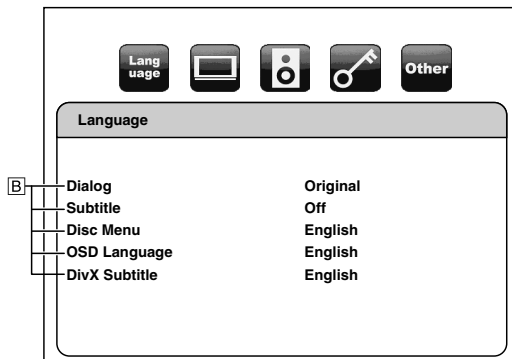 Lang
uage
Other
Language
B
Dialog Original
Subtitle Off
Disc Menu English
OSD Language English
DivX Subtitle English